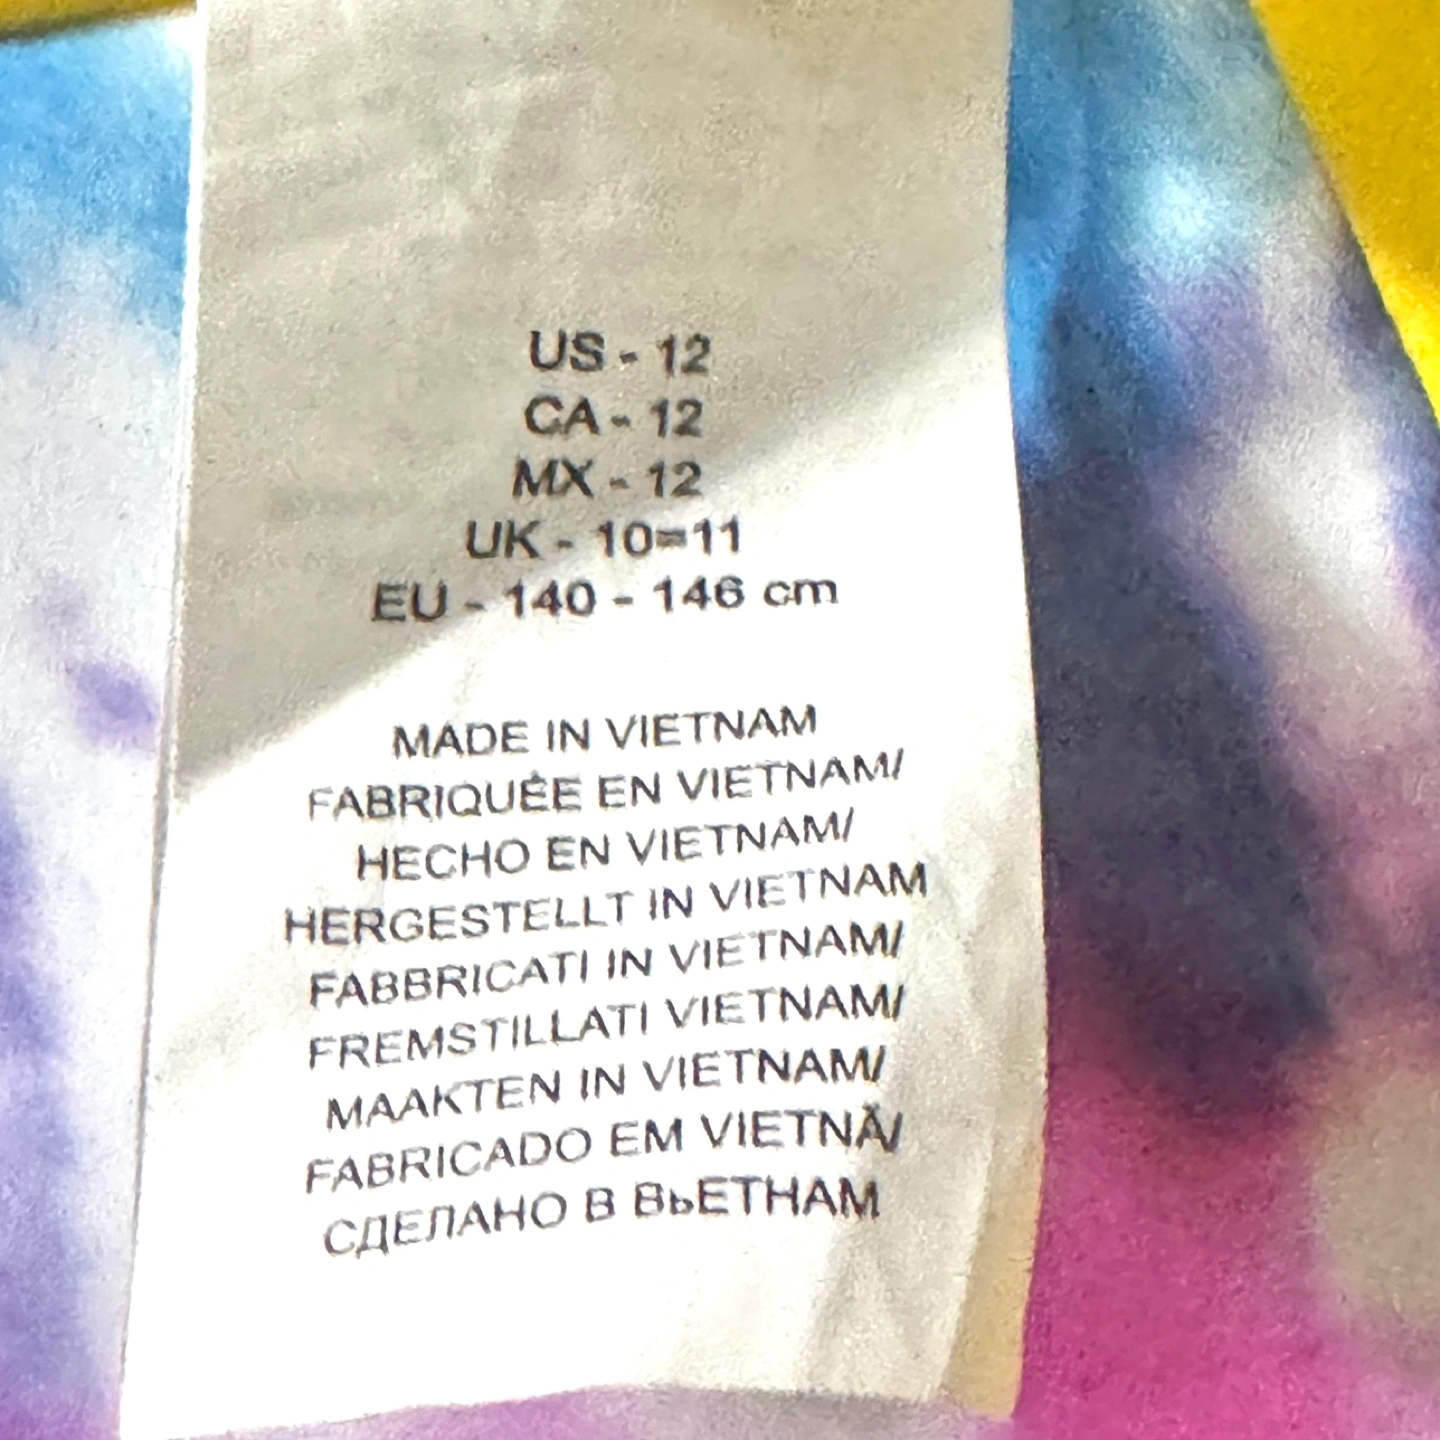 US - 12
CA - 12
MX - 12
UK - 10=11
EU - 140 - 146 cm
MADE IN VIETNAM
FABRIQUÉE EN VIETNAM/
HECHO EN VIETNAM/
HERGESTELLT IN VIETNAM
FABBRICATI IN VIETNAM/
FREMSTILLATI VIETNAM/
MAAKTEN IN VIETNAM/
FABRICADO EM VIETNÃ/
СДЕЛАНО В ВЬЕТНАМ